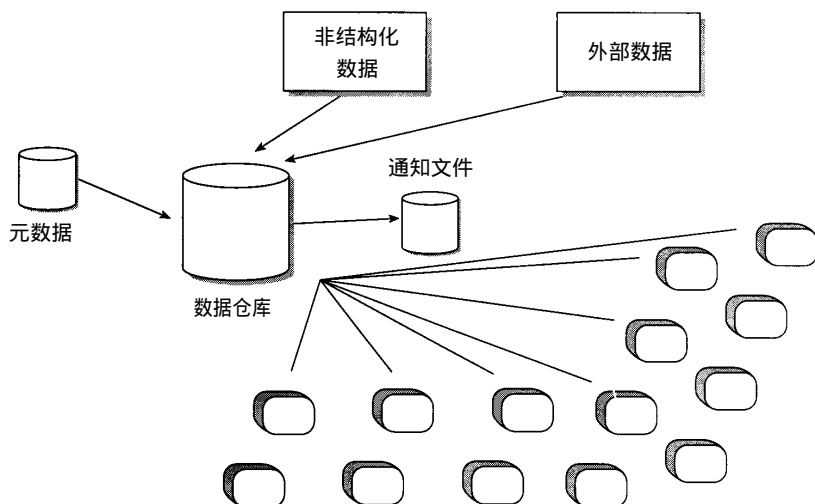 非结构化
数据
外部数据
通知文件
元数据
数据仓库